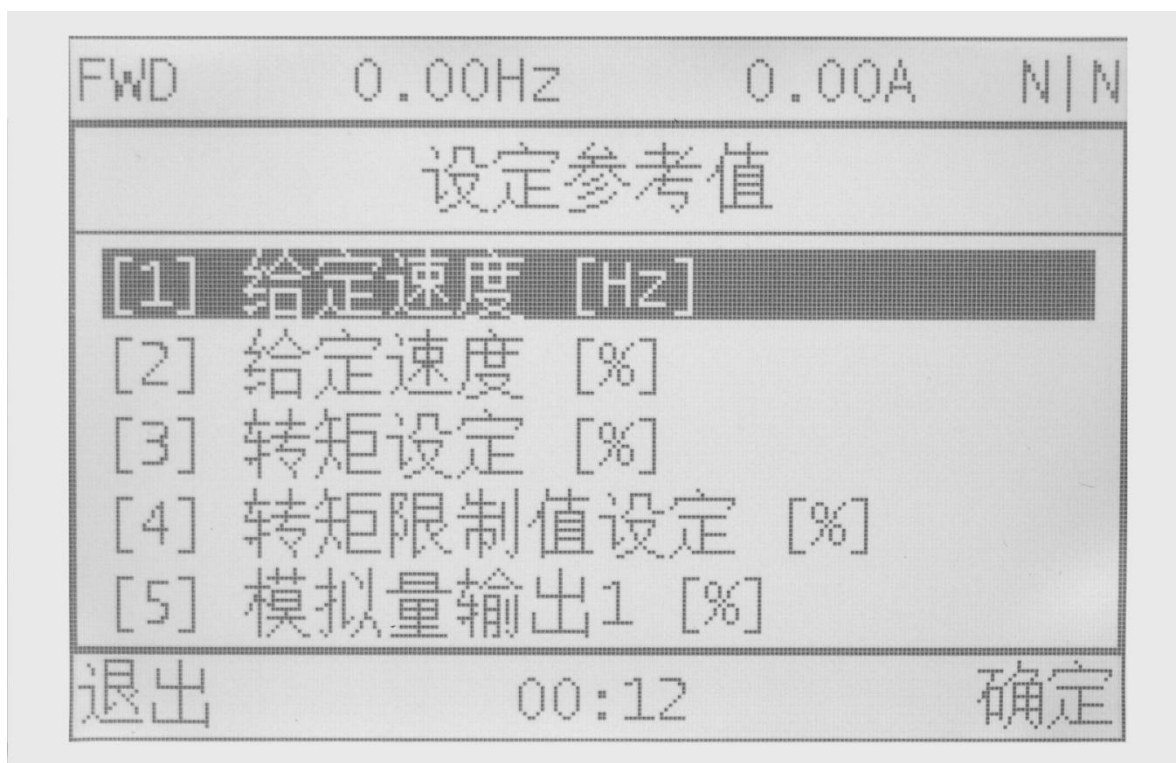 FWD 0.00Hz 0.00A N|N
设定参考值
[1] 给定速度 [Hz]
[2] 给定速度 [%]
[3] 转矩设定 [%]
[4] 转矩限制值设定 [%]
[5] 模拟量输出1 [%]
退出 00:12 确定